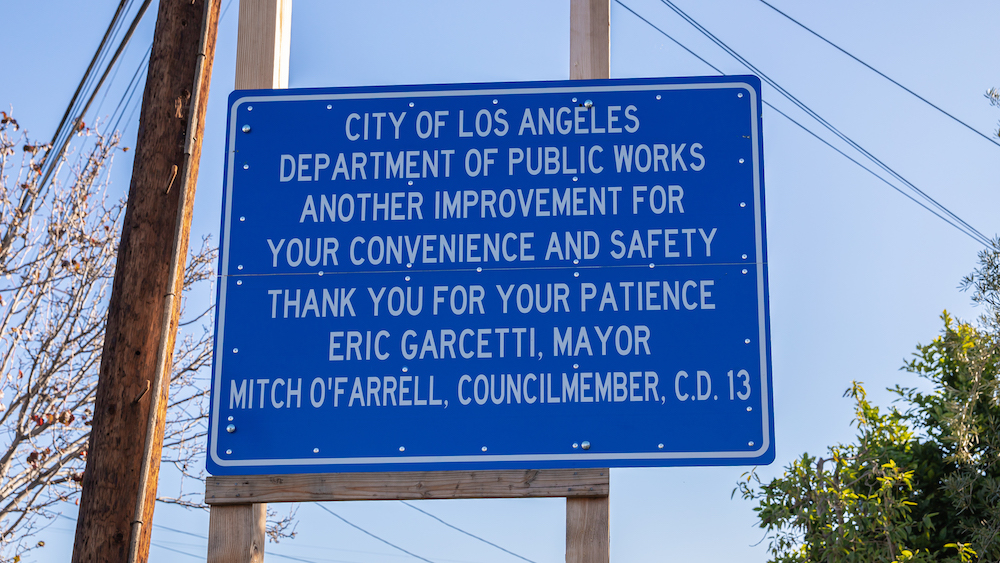 CITY OF LOS ANGELES
DEPARTMENT OF PUBLIC WORKS
ANOTHER IMPROVEMENT FOR
YOUR CONVENIENCE AND SAFETY
THANK YOU FOR YOUR PATIENCE
ERIC GARCETTI, MAYOR
MITCH O'FARRELL, COUNCILMEMBER, C.D. 13